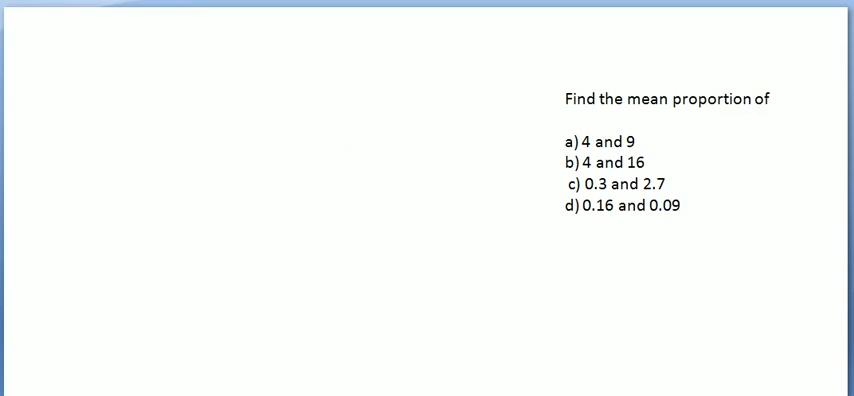 Find the mean proportion of
a) 4 and 9
b) 4 and 16
c) 0.3 and 2.7
d) 0.16 and 0.09